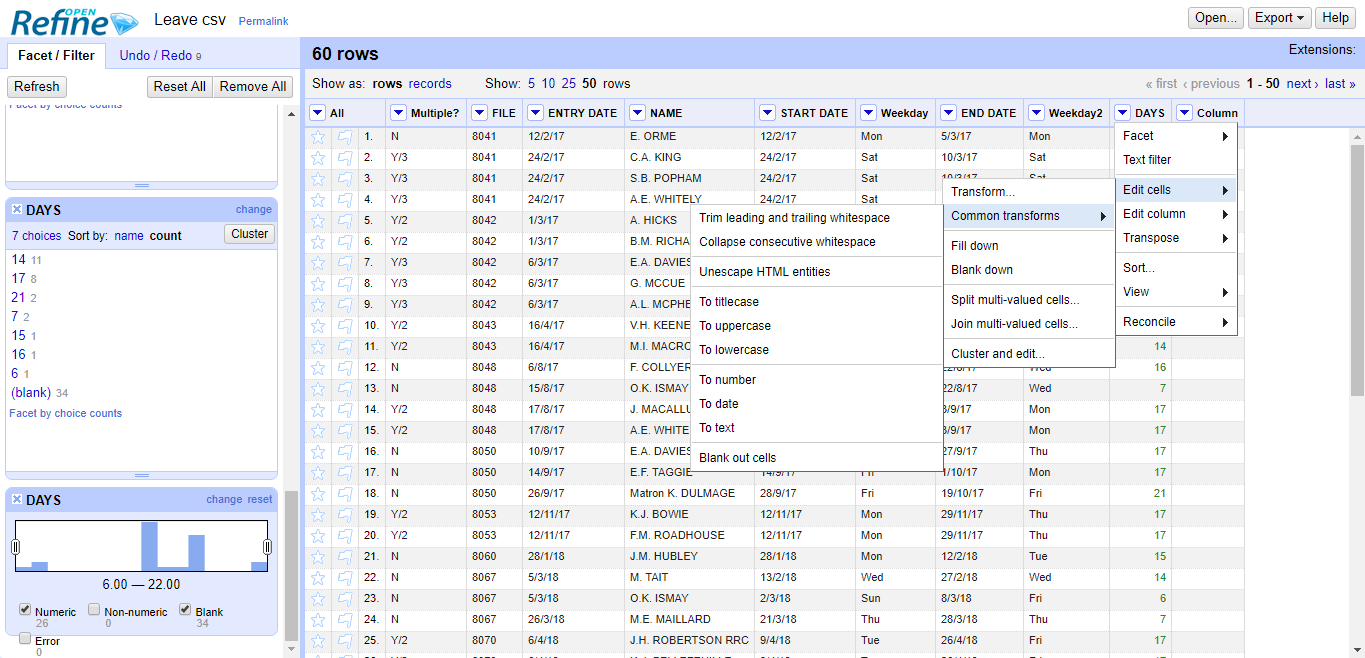 OPEN
Refine Leave csv Permalink Open... Export Help
Facet / Filter Undo / Redo 9 60 rows Extensions:
Refresh Reset All Remove All Show as: rows records Show: 5 10 25 50 rows « first ‹ previous 1 - 50 next › last »
Facet by choice counts
All Multiple? FILE ENTRY DATE NAME START DATE Weekday END DATE Weekday2 DAYS Column
1. N 8041 12/2/17 E. ORME 12/2/17 Mon 5/3/17 Mon
2. Y/3 8041 24/2/17 C.A. KING 24/2/17 Sat 10/3/17 Sat
3. Y/3 8041 24/2/17 S.B. POPHAM 24/2/17 Sat 10/3/17 Sat
4. Y/3 8041 24/2/17 A.E. WHITELY 24/2/17 Sat
5. Y/2 8042 1/3/17 A. HICKS
6. Y/2 8042 1/3/17 B.M. RICHA
7. Y/3 8042 6/3/17 E.A. DAVIES
8. Y/3 8042 6/3/17 G. MCCUE
9. Y/3 8042 6/3/17 A.L. MCPHE
10. Y/2 8043 16/4/17 V.H. KEENE
11. Y/2 8043 16/4/17 M.I. MACRO 14
12. N 8048 6/8/17 F. COLLYER 22/8/17 Wed 16
13. N 8048 15/8/17 O.K. ISMAY 22/8/17 Wed 7
14. Y/2 8048 17/8/17 J. MACALLU 3/9/17 Mon 17
15. Y/2 8048 17/8/17 A.E. WHITE 3/9/17 Mon 17
16. N 8050 10/9/17 E.A. DAVIES 27/9/17 Thu 17
17. N 8050 14/9/17 E.F. TAGGIE 14/9/17 Fri 1/10/17 Mon 17
18. N 8050 26/9/17 Matron K. DULMAGE 28/9/17 Fri 19/10/17 Fri 21
19. Y/2 8053 12/11/17 K.J. BOWIE 12/11/17 Mon 29/11/17 Thu 17
20. Y/2 8053 12/11/17 F.M. ROADHOUSE 12/11/17 Mon 29/11/17 Thu 17
21. N 8060 28/1/18 J.M. HUBLEY 28/1/18 Mon 12/2/18 Tue 15
22. N 8067 5/3/18 M. TAIT 13/2/18 Wed 27/2/18 Wed 14
23. N 8067 5/3/18 O.K. ISMAY 2/3/18 Sun 8/3/18 Fri 6
24. N 8067 26/3/18 M.E. MAILLARD 21/3/18 Thu 28/3/18 Thu 7
25. Y/2 8070 6/4/18 J.H. ROBERTSON RRC 9/4/18 Tue 26/4/18 Fri 17
Facet
Text filter
Edit cells
Edit column
Transpose
Sort...
View
Reconcile
Transform...
Common transforms
Fill down
Blank down
Split multi-valued cells...
Join multi-valued cells...
Cluster and edit...
Trim leading and trailing whitespace
Collapse consecutive whitespace
Unescape HTML entities
To titlecase
To uppercase
To lowercase
To number
To date
To text
Blank out cells
DAYS change
7 choices Sort by: name count Cluster
14 11
17 8
21 2
7 2
15 1
16 1
6 1
(blank) 34
Facet by choice counts
DAYS change reset
6.00 — 22.00
Numeric Non-numeric Blank
26 0 34
Error
0